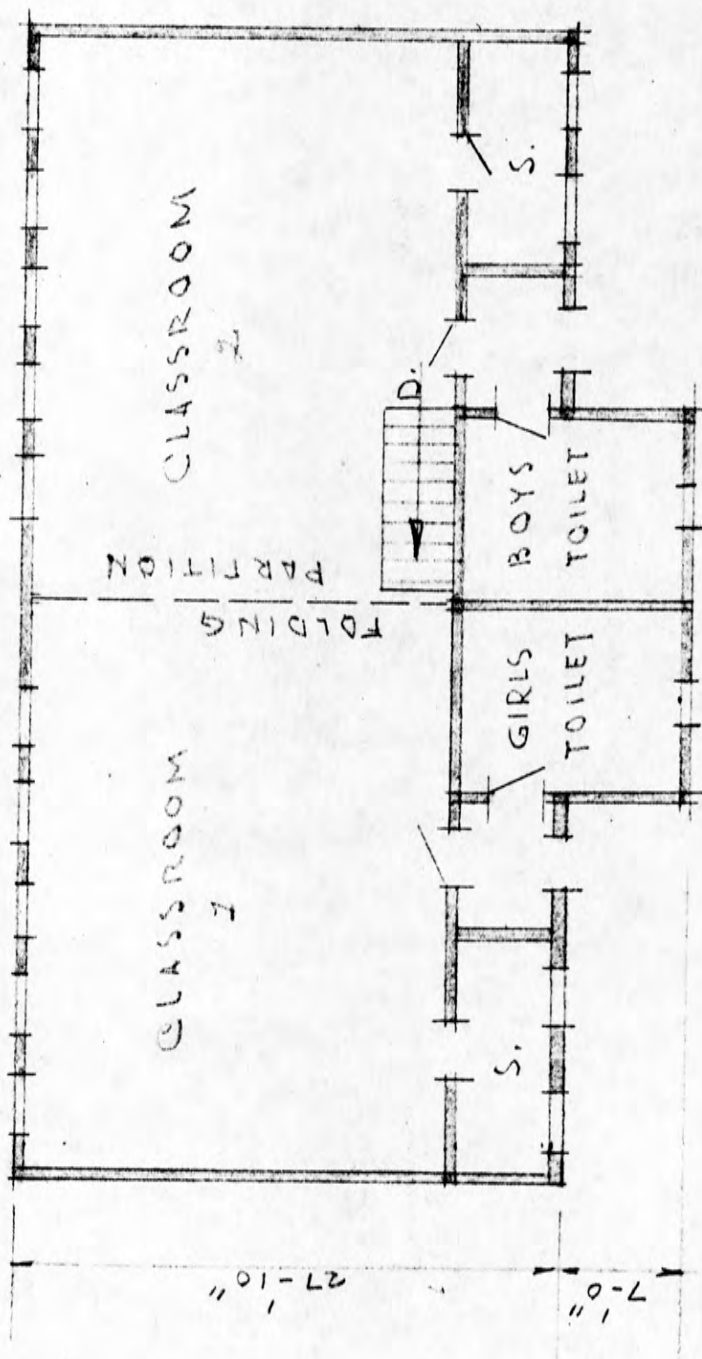 CLASSROOM
1
CLASSROOM
2
FOLDING
PARTITION
D.
S.
GIRLS
TOILET
BOYS
TOILET
S.
27'-10"
7'-0"